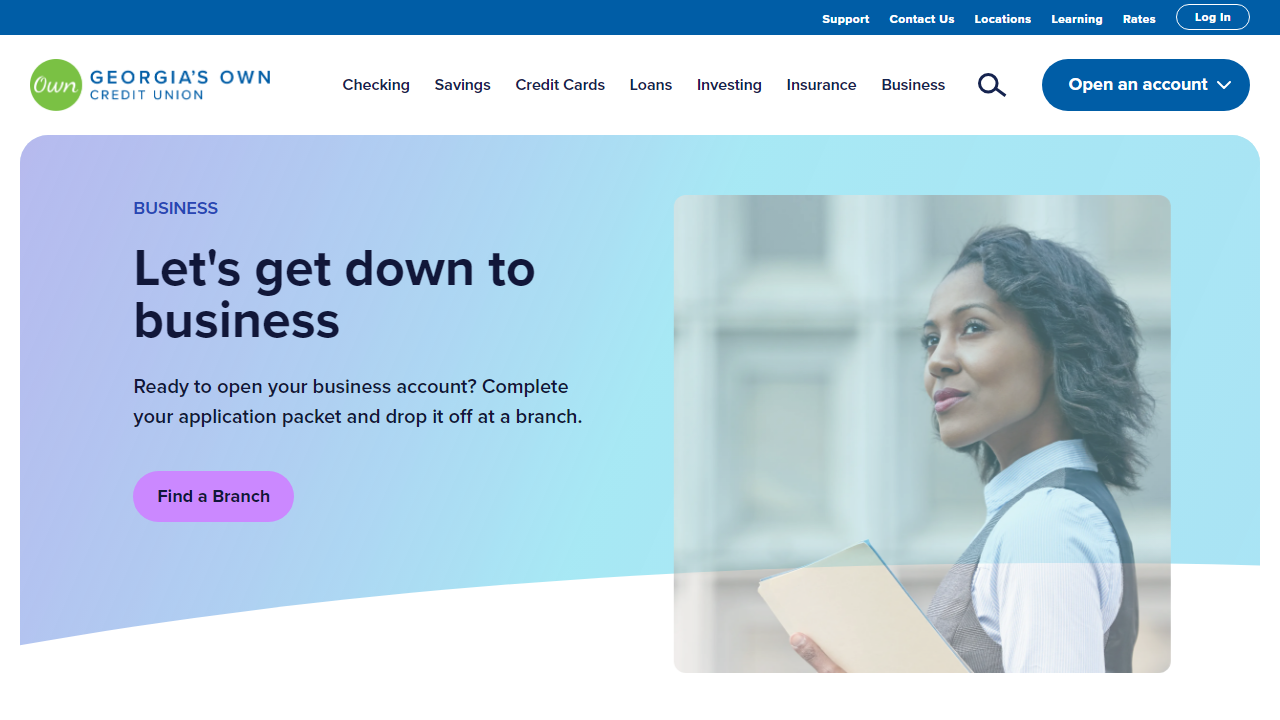 Support Contact Us Locations Learning Rates Log In
Own GEORGIA'S OWN
CREDIT UNION
Checking Savings Credit Cards Loans Investing Insurance Business Open an account
BUSINESS
Let's get down to
business
Ready to open your business account? Complete
your application packet and drop it off at a branch.
Find a Branch